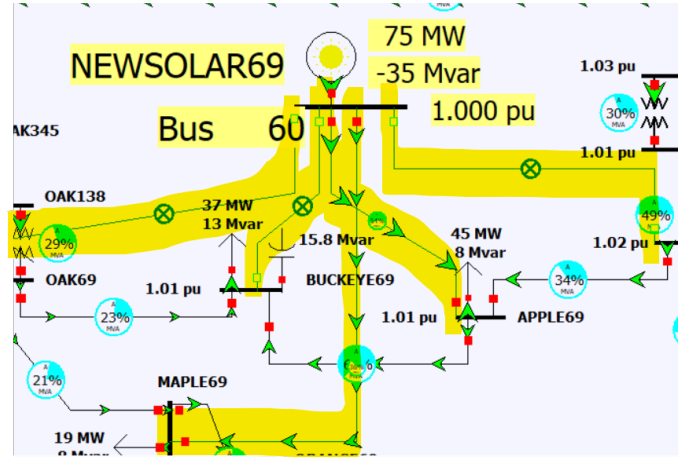 75 MW
NEWSOLAR69
-35 Mvar
1.03 pu
1.000 pu
Bus 60
30%
MVA
AK345
1.01 pu
OAK138
37 MW
13 Mvar
49%
29%
MVA
15.8 Mvar
45 MW
8 Mvar
1.02 pu
OAK69
1.01 pu
BUCKEYE69
34%
MVA
23%
MVA
1.01 pu
APPLE69
21%
MVA
MAPLE69
19 MW
8 Mvar